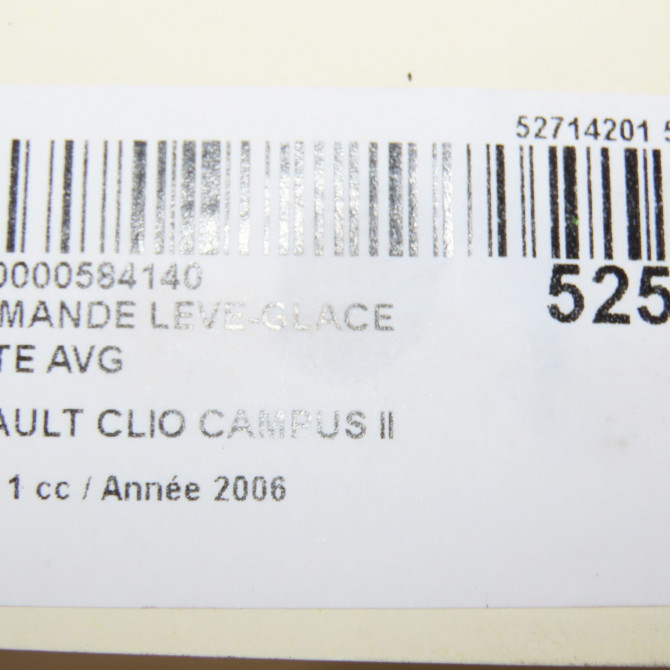 52714201 5
0000584140
525
MANDE LEVE-GLACE
TE AVG
AULT CLIO CAMPUS II
1 cc / Année 2006